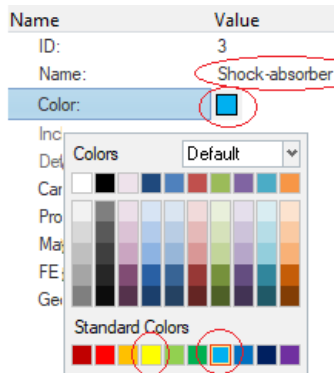 Name Value
ID: 3
Name: Shock-absorber
Color:
Colors Default
Standard Colors